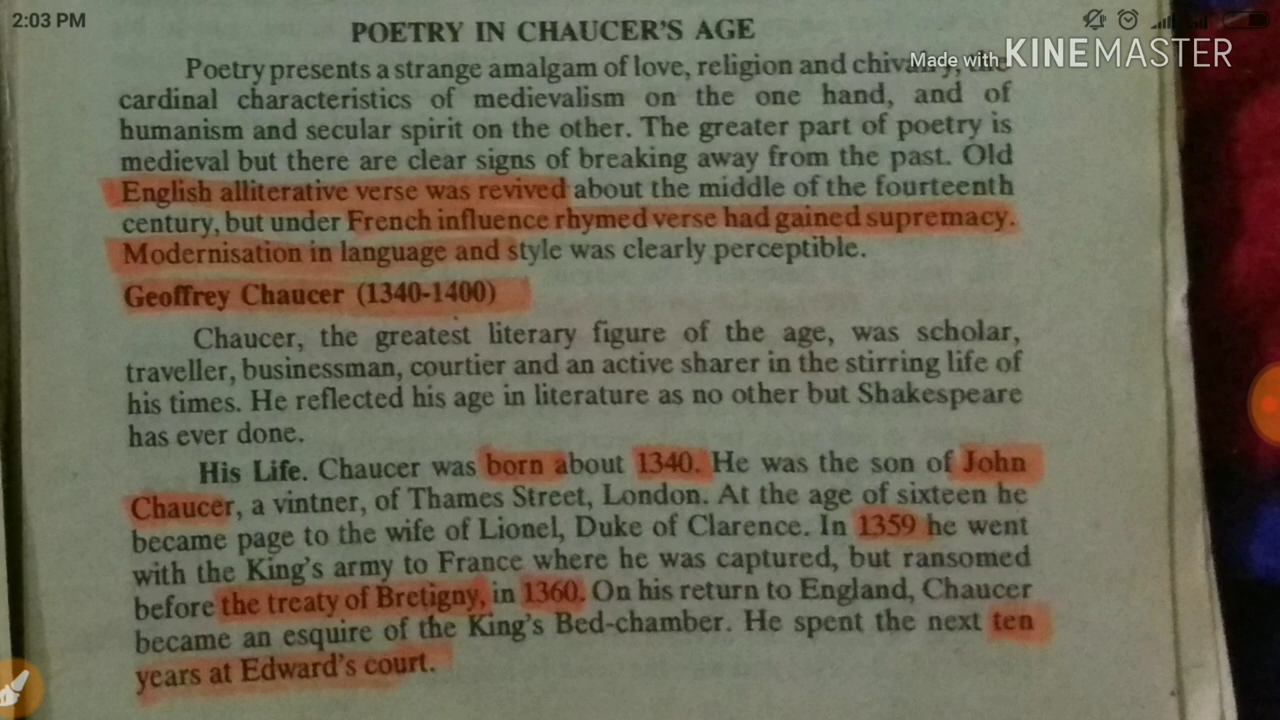 2:03 PM
Made with KINEMASTER
POETRY IN CHAUCER'S AGE
Poetry presents a strange amalgam of love, religion and chivalry, the
cardinal characteristics of medievalism on the one hand, and of
humanism and secular spirit on the other. The greater part of poetry is
medieval but there are clear signs of breaking away from the past. Old
English alliterative verse was revived about the middle of the fourteenth
century, but under French influence rhymed verse had gained supremacy.
Modernisation in language and style was clearly perceptible.
Geoffrey Chaucer (1340-1400)
Chaucer, the greatest literary figure of the age, was scholar,
traveller, businessman, courtier and an active sharer in the stirring life of
his times. He reflected his age in literature as no other but Shakespeare
has ever done.
His Life. Chaucer was born about 1340. He was the son of John
Chaucer, a vintner, of Thames Street, London. At the age of sixteen he
became page to the wife of Lionel, Duke of Clarence. In 1359 he went
with the King's army to France where he was captured, but ransomed
before the treaty of Bretigny, in 1360. On his return to England, Chaucer
became an esquire of the King's Bed-chamber. He spent the next ten
years at Edward's court.